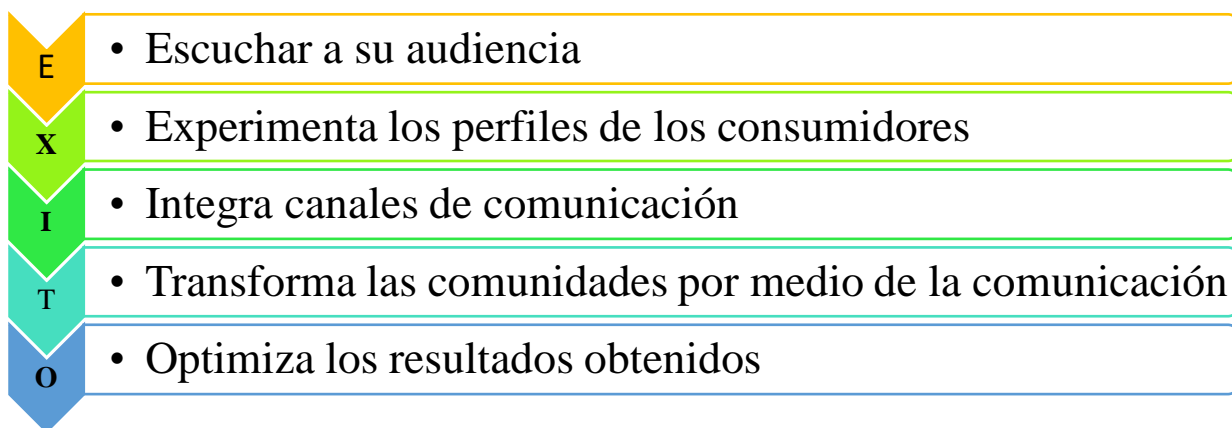 E • Escuchar a su audiencia
X • Experimenta los perfiles de los consumidores
I • Integra canales de comunicación
T • Transforma las comunidades por medio de la comunicación
O • Optimiza los resultados obtenidos